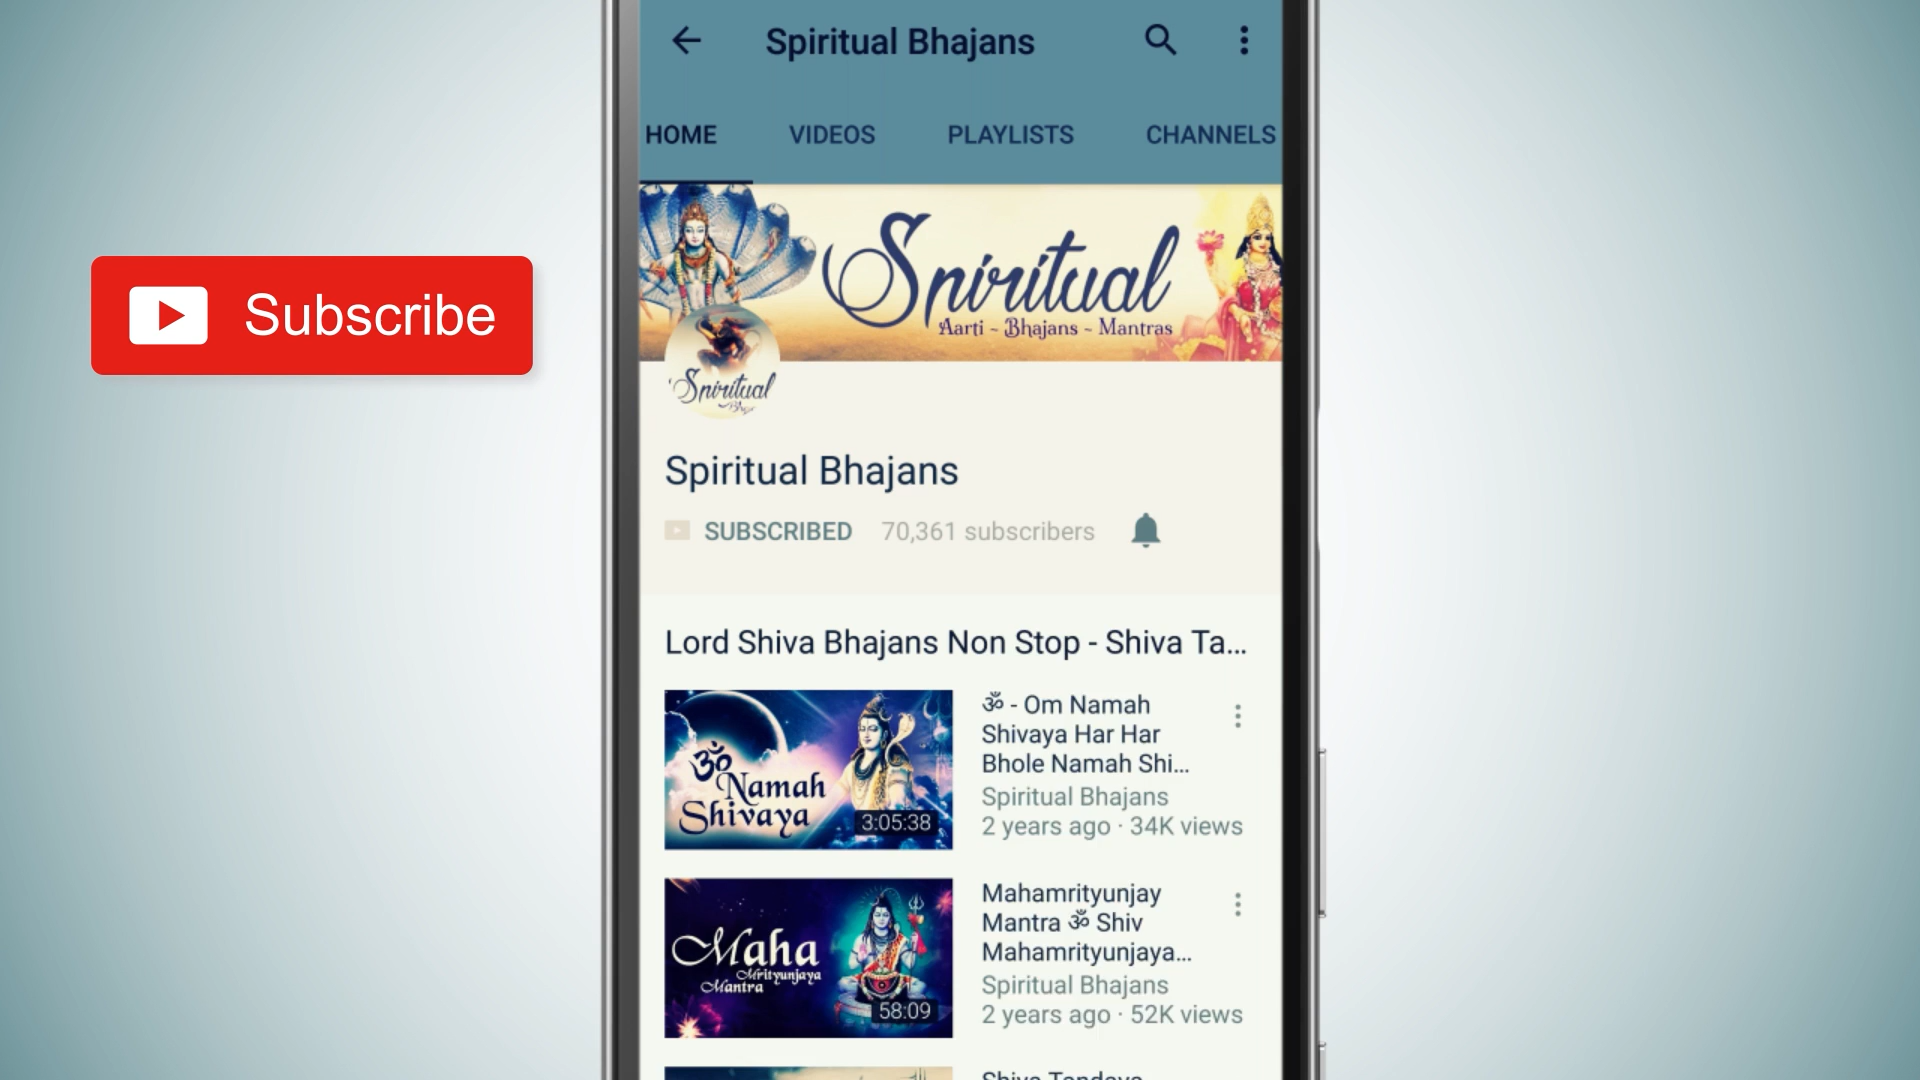 Spiritual Bhajans
HOME VIDEOS PLAYLISTS CHANNELS
Spiritual
Aarti ~ Bhajans ~ Mantras
Spiritual
Subscribe
Spiritual Bhajans
SUBSCRIBED 70,361 subscribers
Lord Shiva Bhajans Non Stop - Shiva Ta...
ॐ Namah
Shivaya
3:05:38
ॐ - Om Namah
Shivaya Har Har
Bhole Namah Shi...
Spiritual Bhajans
2 years ago · 34K views
Maha
Mrityunjaya
Mantra
58:09
Mahamrityunjay
Mantra ॐ Shiv
Mahamrityunjaya...
Spiritual Bhajans
2 years ago · 52K views
Shiva Tandava